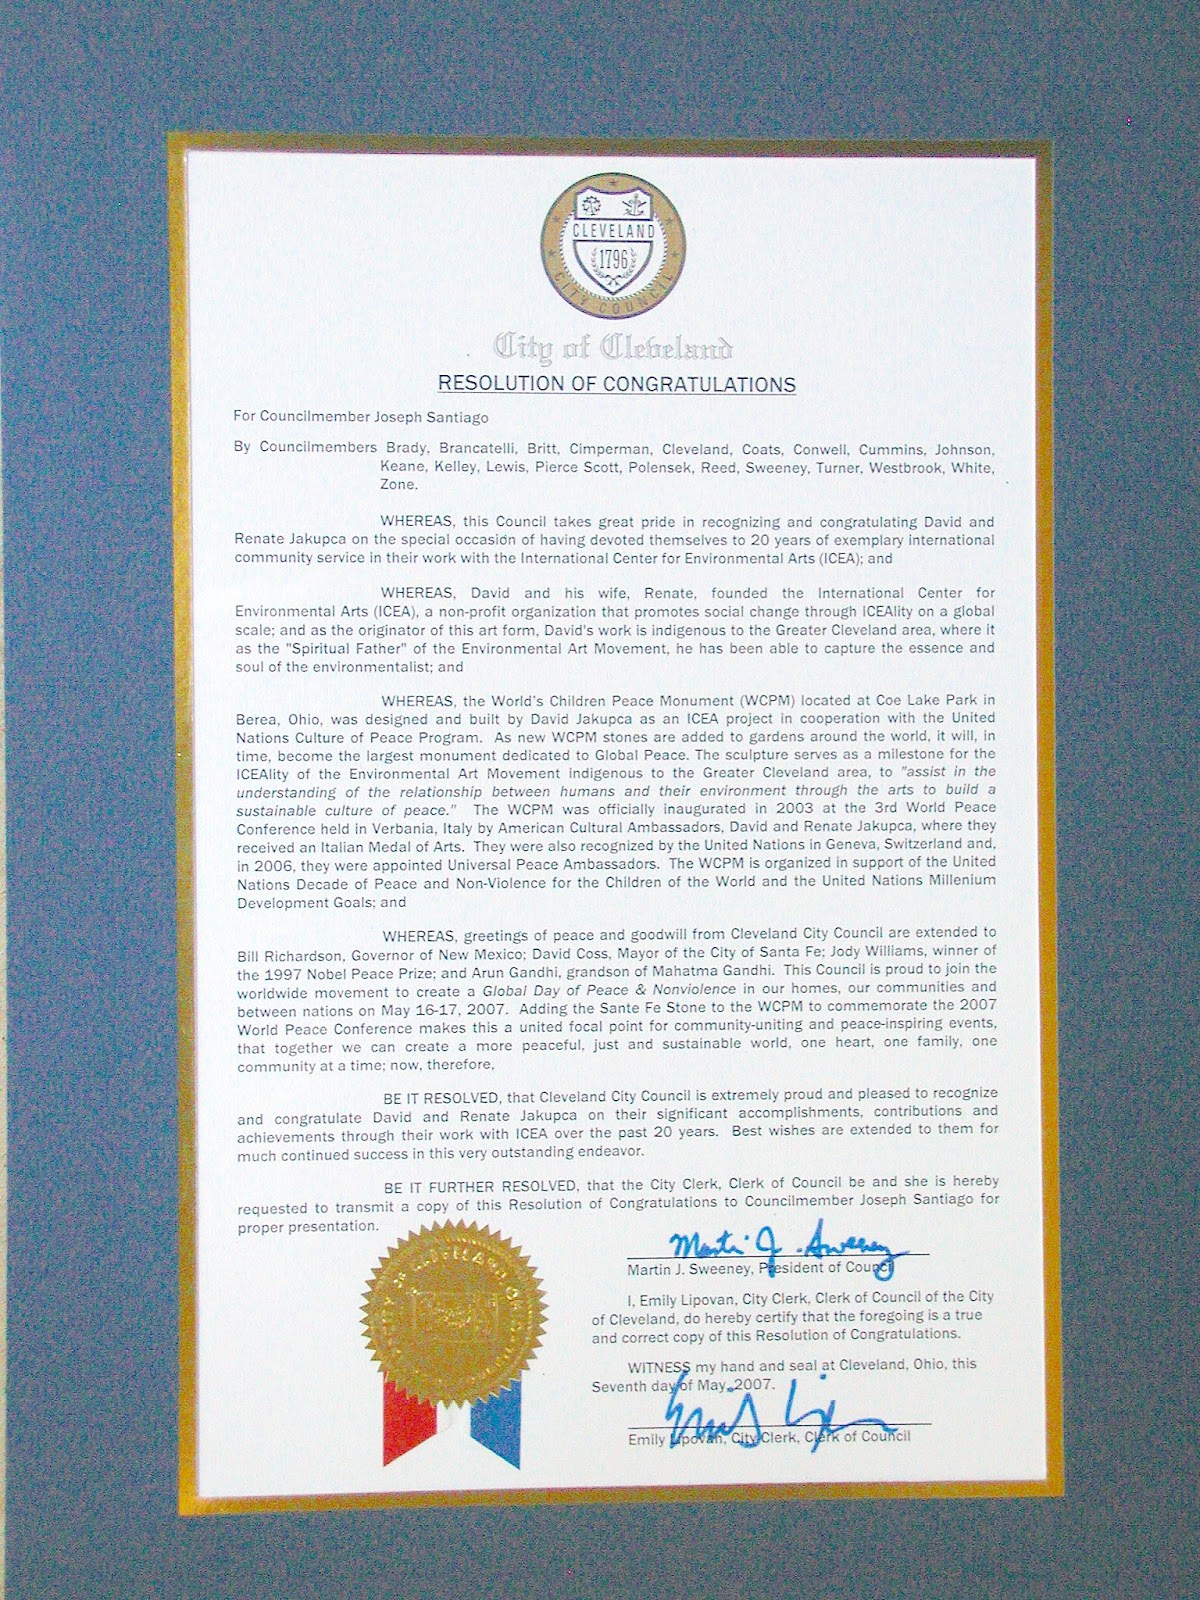 CLEVELAND
1796
CITY COUNCIL
City of Cleveland
RESOLUTION OF CONGRATULATIONS
For Councilmember Joseph Santiago
By Councilmembers Brady, Brancatelli, Britt, Cimperman, Cleveland, Coats, Conwell, Cummins, Johnson,
Keane, Kelley, Lewis, Pierce Scott, Polensek, Reed, Sweeney, Turner, Westbrook, White,
Zone.
WHEREAS, this Council takes great pride in recognizing and congratulating David and
Renate Jakupca on the special occasion of having devoted themselves to 20 years of exemplary international
community service in their work with the International Center for Environmental Arts (ICEA); and
WHEREAS, David and his wife, Renate, founded the International Center for
Environmental Arts (ICEA), a non-profit organization that promotes social change through ICEAlity on a global
scale; and as the originator of this art form, David's work is indigenous to the Greater Cleveland area, where it
as the "Spiritual Father" of the Environmental Art Movement, he has been able to capture the essence and
soul of the environmentalist; and
WHEREAS, the World's Children Peace Monument (WCPM) located at Coe Lake Park in
Berea, Ohio, was designed and built by David Jakupca as an ICEA project in cooperation with the United
Nations Culture of Peace Program. As new WCPM stones are added to gardens around the world, it will, in
time, become the largest monument dedicated to Global Peace. The sculpture serves as a milestone for the
ICEAlity of the Environmental Art Movement indigenous to the Greater Cleveland area, to "assist in the
understanding of the relationship between humans and their environment through the arts to build a
sustainable culture of peace." The WCPM was officially inaugurated in 2003 at the 3rd World Peace
Conference held in Verbania, Italy by American Cultural Ambassadors, David and Renate Jakupca, where they
received an Italian Medal of Arts. They were also recognized by the United Nations in Geneva, Switzerland and,
in 2006, they were appointed Universal Peace Ambassadors. The WCPM is organized in support of the United
Nations Decade of Peace and Non-Violence for the Children of the World and the United Nations Millenium
Development Goals; and
WHEREAS, greetings of peace and goodwill from Cleveland City Council are extended to
Bill Richardson, Governor of New Mexico; David Coss, Mayor of the City of Santa Fe; Jody Williams, winner of
the 1997 Nobel Peace Prize; and Arun Gandhi, grandson of Mahatma Gandhi. This Council is proud to join the
worldwide movement to create a Global Day of Peace & Nonviolence in our homes, our communities and
between nations on May 16-17, 2007. Adding the Sante Fe Stone to the WCPM to commemorate the 2007
World Peace Conference makes this a united focal point for community-uniting and peace-inspiring events,
that together we can create a more peaceful, just and sustainable world, one heart, one family, one
community at a time; now, therefore,
BE IT RESOLVED, that Cleveland City Council is extremely proud and pleased to recognize
and congratulate David and Renate Jakupca on their significant accomplishments, contributions and
achievements through their work with ICEA over the past 20 years. Best wishes are extended to them for
much continued success in this very outstanding endeavor.
BE IT FURTHER RESOLVED, that the City Clerk, Clerk of Council be and she is hereby
requested to transmit a copy of this Resolution of Congratulations to Councilmember Joseph Santiago for
proper presentation.
Martin J. Sweeney
Martin J. Sweeney, President of Council
I, Emily Lipovan, City Clerk, Clerk of Council of the City
of Cleveland, do hereby certify that the foregoing is a true
and correct copy of this Resolution of Congratulations.
WITNESS my hand and seal at Cleveland, Ohio, this
Seventh day of May, 2007.
Emily Lipovan, City Clerk, Clerk of Council